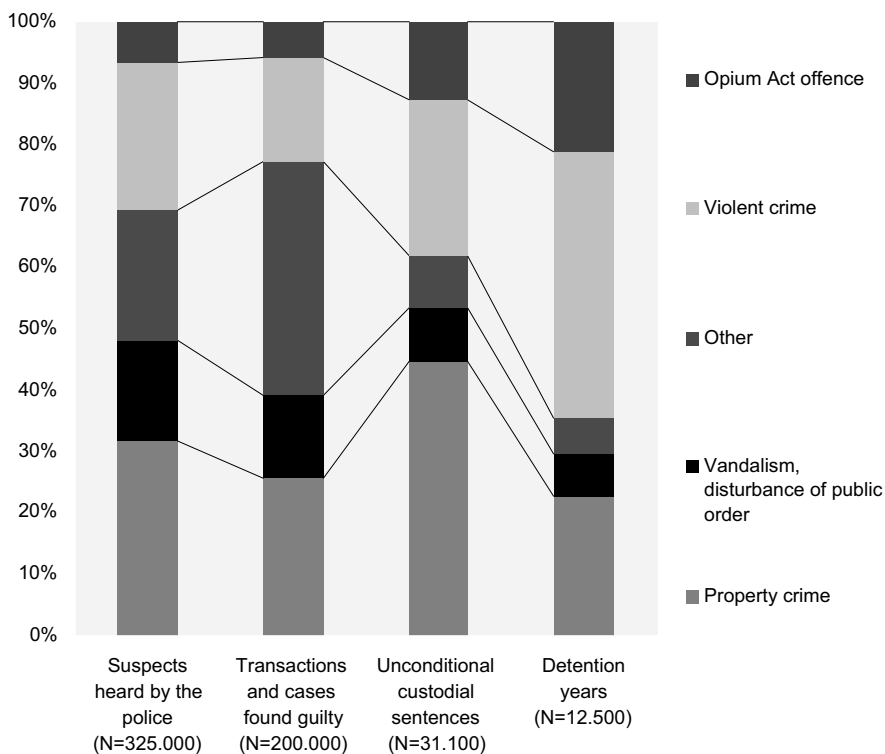 100%
90%
80%
70%
60%
50%
40%
30%
20%
10%
0%
Opium Act offence
Violent crime
Other
Vandalism,
disturbance of public
order
Property crime
Suspects
heard by the
police
(N=325.000)
Transactions
and cases
found guilty
(N=200.000)
Unconditional
custodial
sentences
(N=31.100)
Detention
years
(N=12.500)